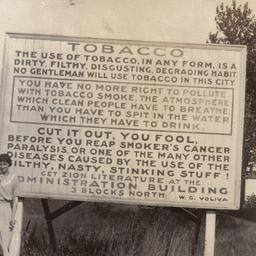 TOBACCO
THE USE OF TOBACCO, IN ANY FORM, IS A
DIRTY, FILTHY, DISGUSTING, DEGRADING HABIT.
NO GENTLEMAN WILL USE TOBACCO IN THIS CITY
YOU HAVE NO MORE RIGHT TO POLLUTE
WITH TOBACCO SMOKE, THE ATMOSPHERE
WHICH CLEAN PEOPLE HAVE TO BREATHE
THAN YOU HAVE TO SPIT IN THE WATER
WHICH THEY HAVE TO DRINK.
CUT IT OUT, YOU FOOL,
BEFORE YOU REAP SMOKER'S CANCER
PARALYSIS, OR ONE OF THE MANY OTHER
DISEASES CAUSED BY THE USE OF THE
FILTHY, NASTY, STINKING STUFF!
GET ZION LITERATURE AT THE
DMINISTRATION BUILDING
3 BLOCKS NORTH W. G. VOLIVA